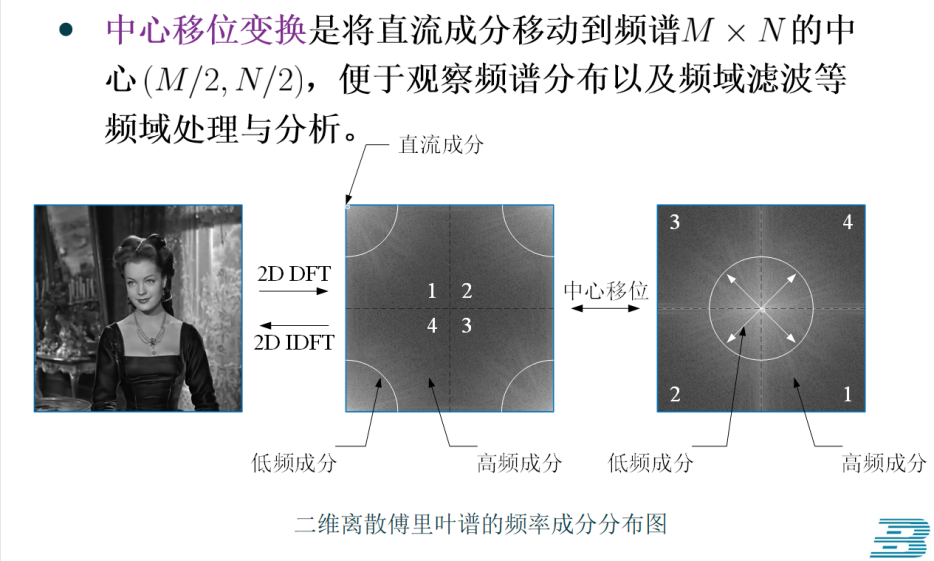 • 中心移位变换是将直流成分移动到频谱M × N的中
心(M/2, N/2)，便于观察频谱分布以及频域滤波等
频域处理与分析。
直流成分
2D DFT
2D IDFT
1 2
4 3
中心移位
3 4
2 1
低频成分
高频成分
低频成分
高频成分
二维离散傅里叶谱的频率成分分布图